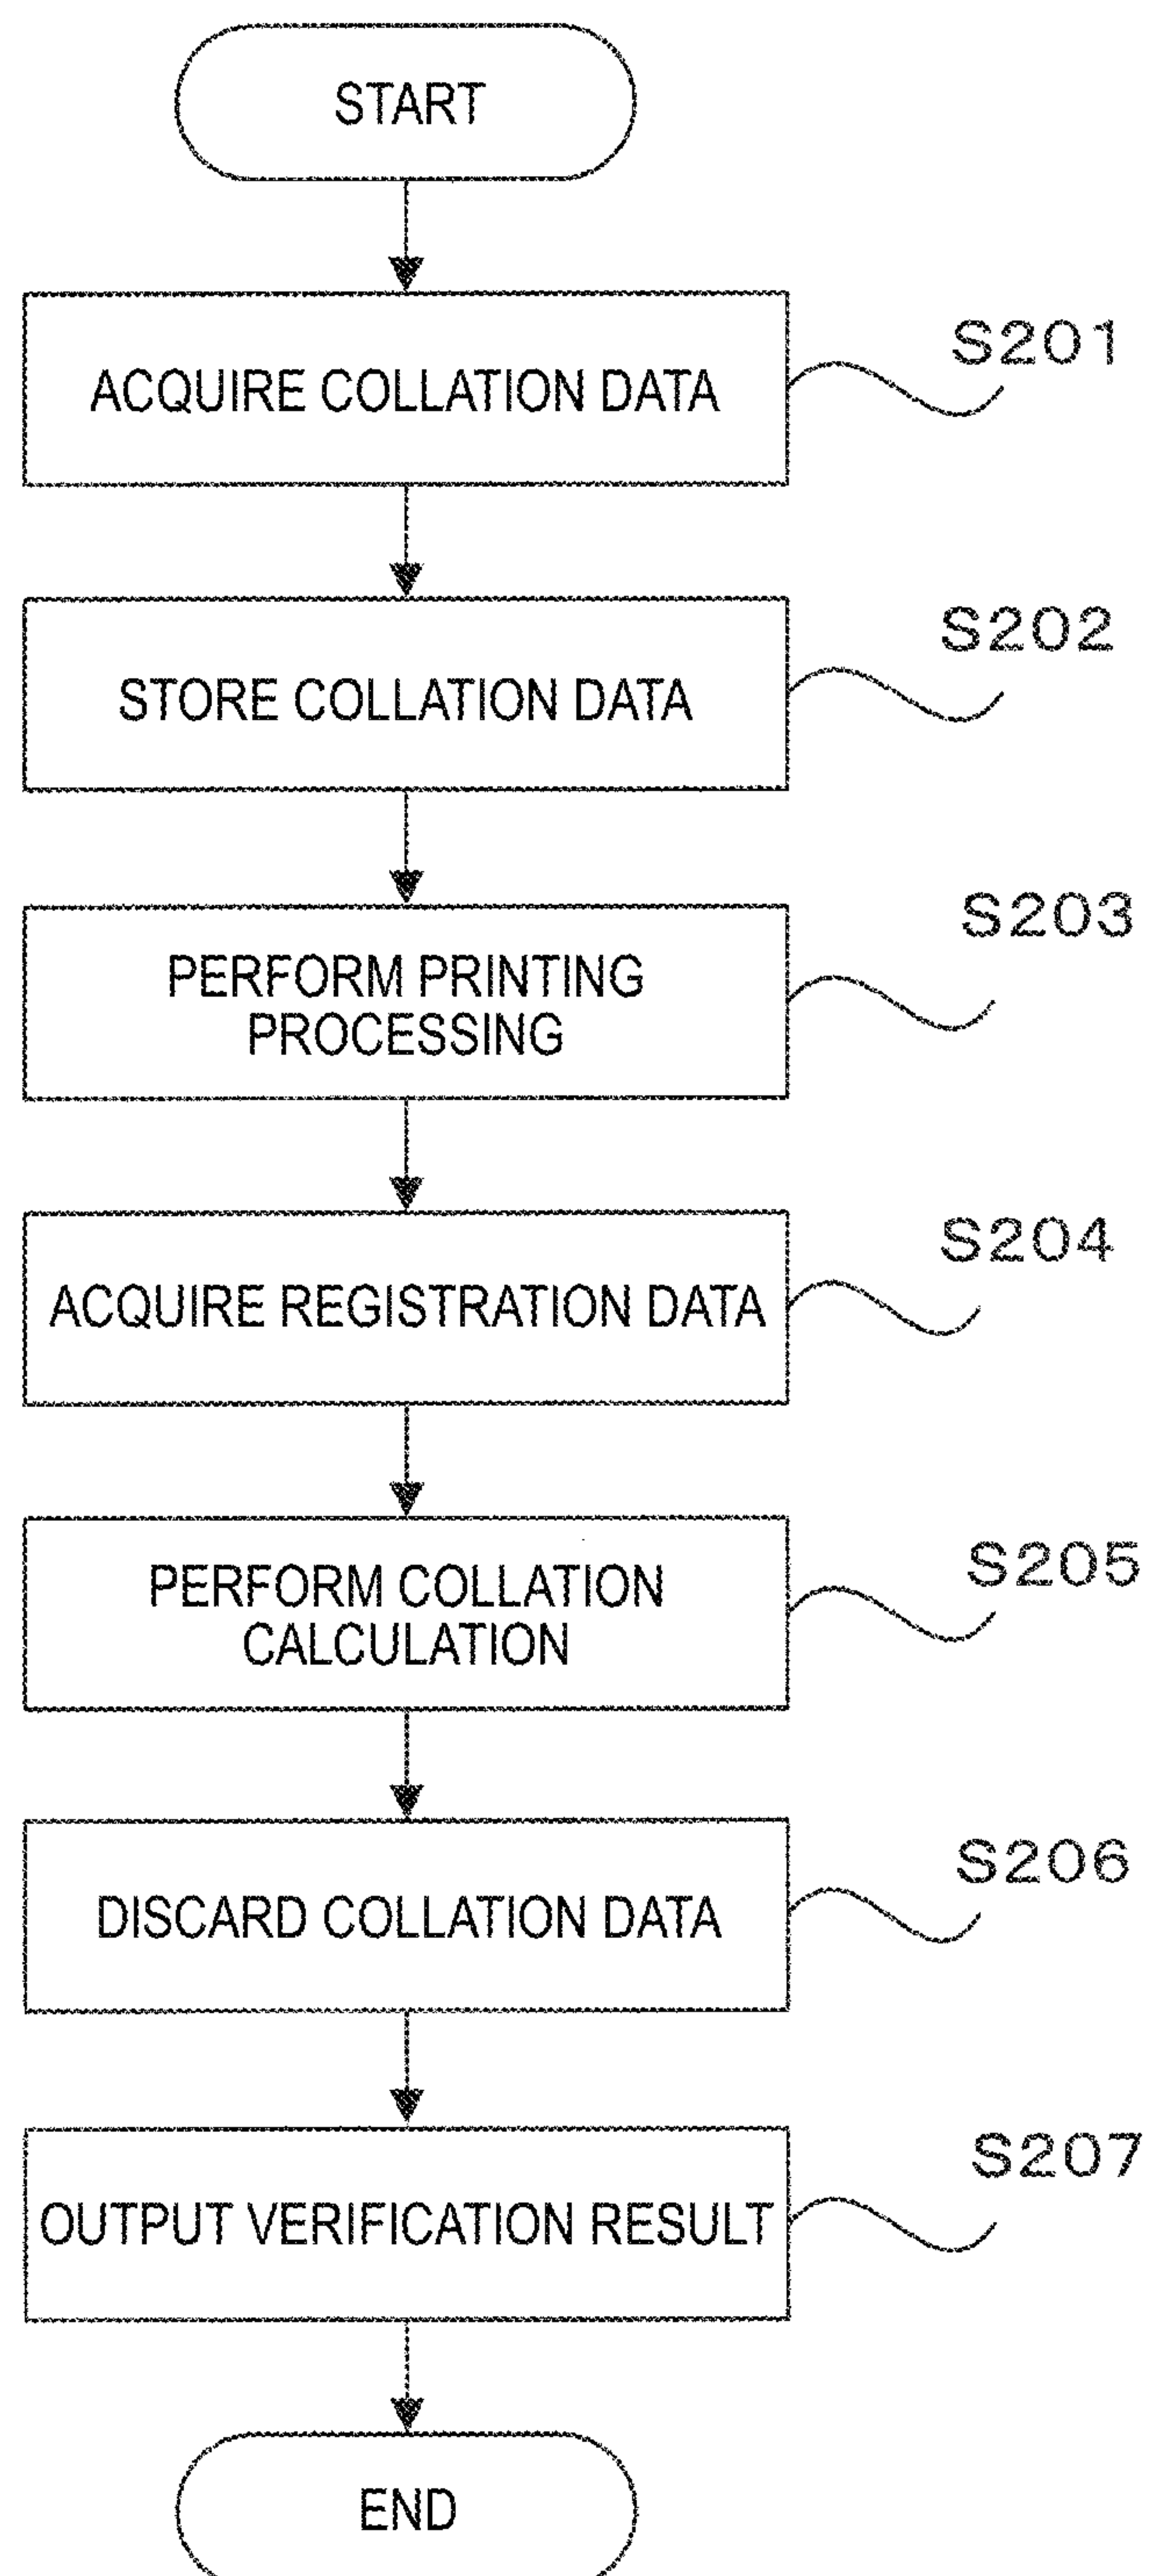 START
ACQUIRE COLLATION DATA
S201
STORE COLLATION DATA
S202
PERFORM PRINTING
PROCESSING
S203
ACQUIRE REGISTRATION DATA
S204
PERFORM COLLATION
CALCULATION
S205
DISCARD COLLATION DATA
S206
OUTPUT VERIFICATION RESULT
S207
END